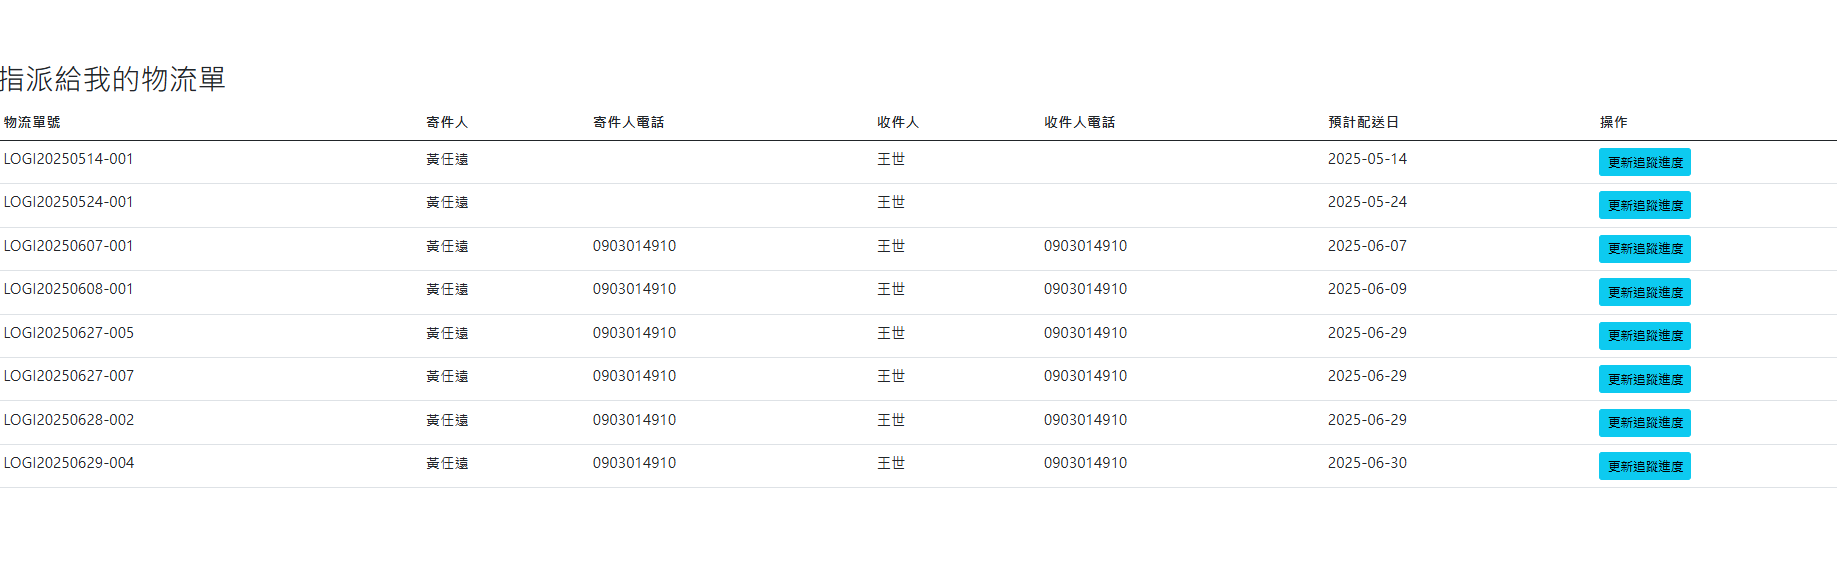 指派給我的物流單
物流單號 寄件人 寄件人電話 收件人 收件人電話 預計配送日 操作
LOGI20250514-001 黃任遠 王世 2025-05-14 更新追蹤進度
LOGI20250524-001 黃任遠 王世 2025-05-24 更新追蹤進度
LOGI20250607-001 黃任遠 0903014910 王世 0903014910 2025-06-07 更新追蹤進度
LOGI20250608-001 黃任遠 0903014910 王世 0903014910 2025-06-09 更新追蹤進度
LOGI20250627-005 黃任遠 0903014910 王世 0903014910 2025-06-29 更新追蹤進度
LOGI20250627-007 黃任遠 0903014910 王世 0903014910 2025-06-29 更新追蹤進度
LOGI20250628-002 黃任遠 0903014910 王世 0903014910 2025-06-29 更新追蹤進度
LOGI20250629-004 黃任遠 0903014910 王世 0903014910 2025-06-30 更新追蹤進度